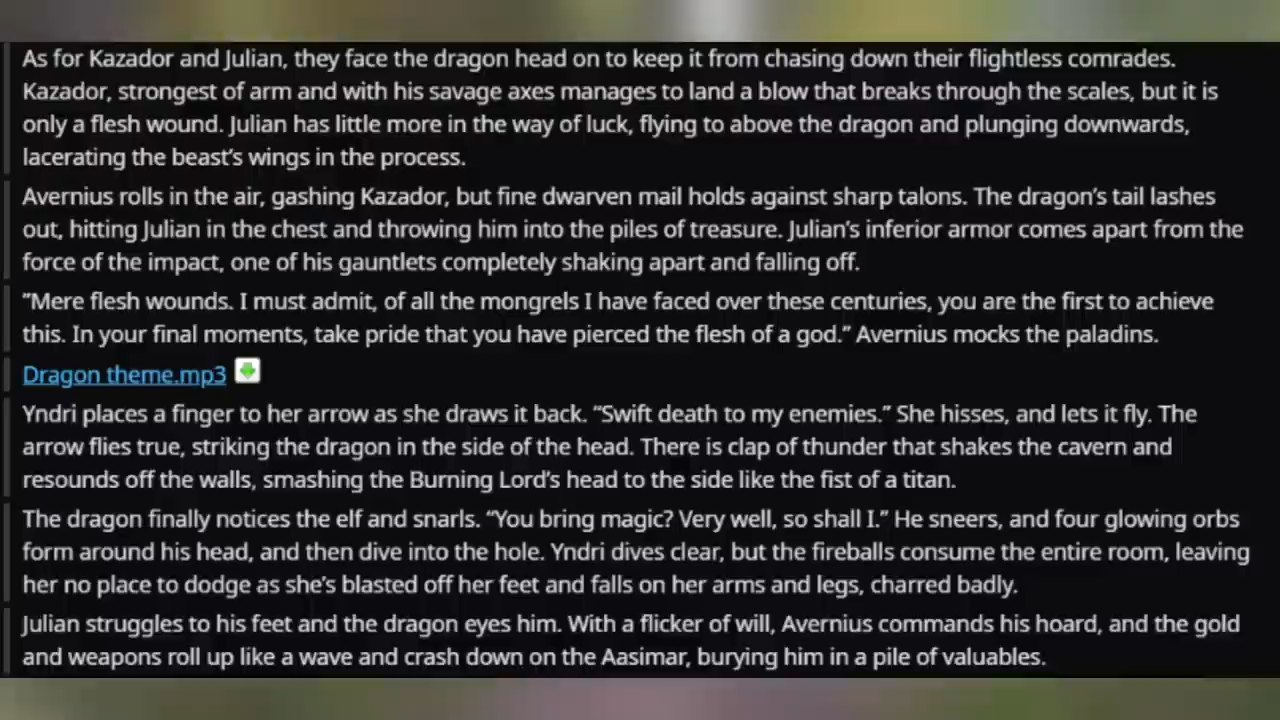 As for Kazador and Julian, they face the dragon head on to keep it from chasing down their flightless comrades.
Kazador, strongest of arm and with his savage axes manages to land a blow that breaks through the scales, but it is
only a flesh wound. Julian has little more in the way of luck, flying to above the dragon and plunging downwards,
lacerating the beast’s wings in the process.
Avernius rolls in the air, gashing Kazador, but fine dwarven mail holds against sharp talons. The dragon’s tail lashes
out, hitting Julian in the chest and throwing him into the piles of treasure. Julian’s inferior armor comes apart from the
force of the impact, one of his gauntlets completely shaking apart and falling off.
”Mere flesh wounds. I must admit, of all the mongrels I have faced over these centuries, you are the first to achieve
this. In your final moments, take pride that you have pierced the flesh of a god.” Avernius mocks the paladins.
Dragon theme.mp3
Yndri places a finger to her arrow as she draws it back. “Swift death to my enemies.” She hisses, and lets it fly. The
arrow flies true, striking the dragon in the side of the head. There is clap of thunder that shakes the cavern and
resounds off the walls, smashing the Burning Lord’s head to the side like the fist of a titan.
The dragon finally notices the elf and snarls. “You bring magic? Very well, so shall I.” He sneers, and four glowing orbs
form around his head, and then dive into the hole. Yndri dives clear, but the fireballs consume the entire room, leaving
her no place to dodge as she’s blasted off her feet and falls on her arms and legs, charred badly.
Julian struggles to his feet and the dragon eyes him. With a flicker of will, Avernius commands his hoard, and the gold
and weapons roll up like a wave and crash down on the Aasimar, burying him in a pile of valuables.